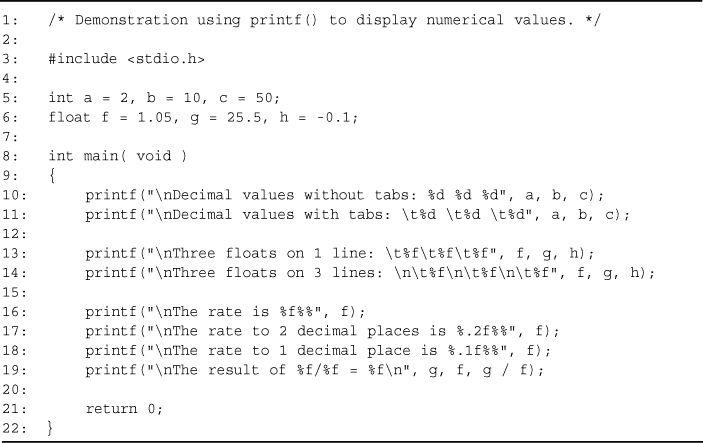 1: /* Demonstration using printf() to display numerical values. */
2:
3: #include <stdio.h>
4:
5: int a = 2, b = 10, c = 50;
6: float f = 1.05, g = 25.5, h = -0.1;
7:
8: int main( void )
9: {
10: printf("\nDecimal values without tabs: %d %d %d", a, b, c);
11: printf("\nDecimal values with tabs: \t%d \t%d \t%d", a, b, c);
12:
13: printf("\nThree floats on 1 line: \t%f\t%f\t%f", f, g, h);
14: printf("\nThree floats on 3 lines: \n\t%f\n\t%f\n\t%f", f, g, h);
15:
16: printf("\nThe rate is %f%%", f);
17: printf("\nThe rate to 2 decimal places is %.2f%%", f);
18: printf("\nThe rate to 1 decimal place is %.1f%%", f);
19: printf("\nThe result of %f/%f = %f\n", g, f, g / f);
20:
21: return 0;
22: }